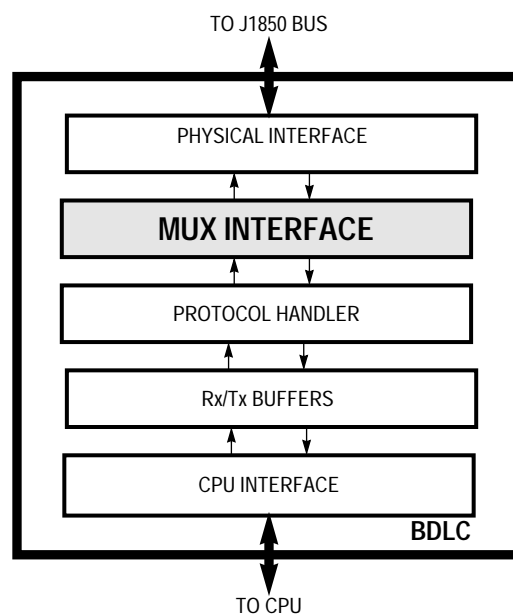 TO J1850 BUS
PHYSICAL INTERFACE
MUX INTERFACE
PROTOCOL HANDLER
Rx/Tx BUFFERS
CPU INTERFACE
BDLC
TO CPU